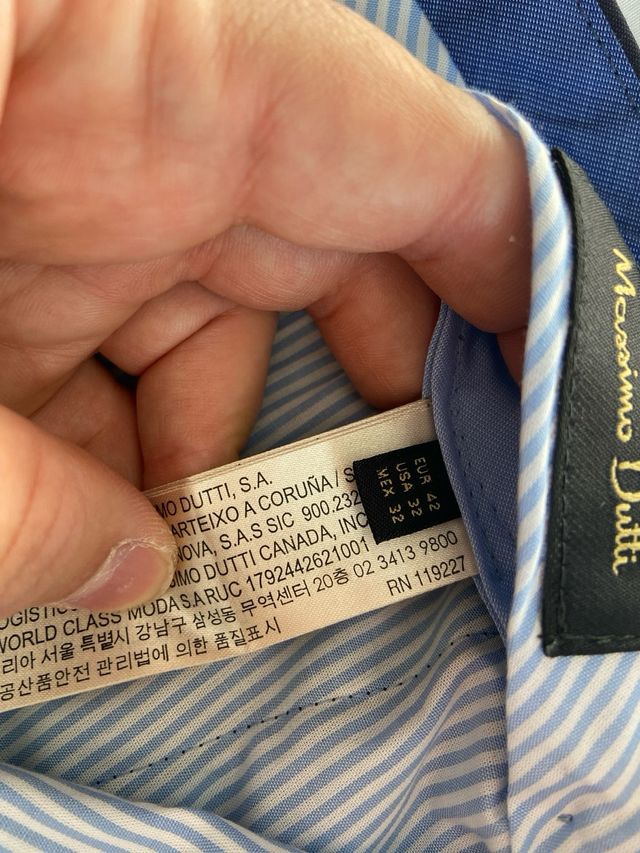 MO DUTTI, S.A.
ARTEIXO A CORUÑA / S
NOVA, S.A.S SIC 900.232
IMO DUTTI CANADA, INC
RUC 1792442621001
WORLD CLASS MODA S.A
리아 서울 특별시 강남구 삼성동 무역센터 20층 02 3413 9800
공산품안전 관리법에 의한 품질표시
RN 119227
EUR 42
USA 32
MEX 32
Massimo Dutti